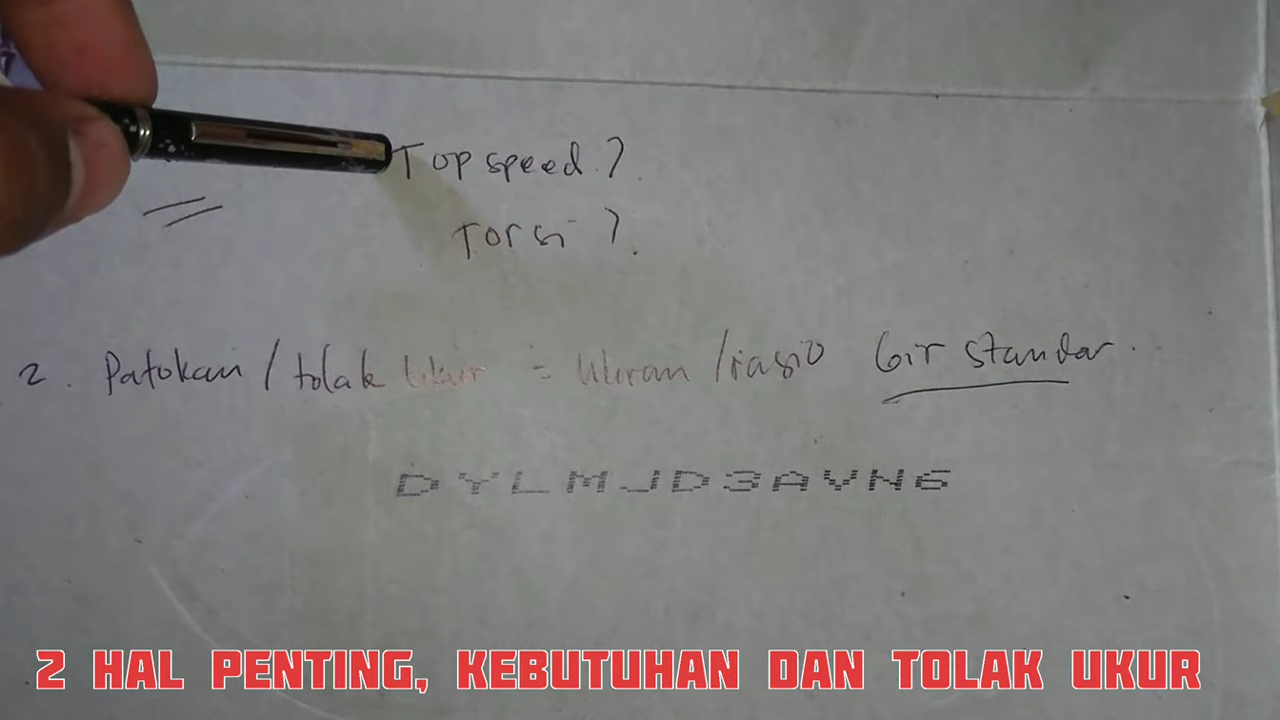 Top speed ?
Torsi ?
2. Patokan / tolak ukur = ukuran / rasio Gir standar.
DYLMJD3AVN6
2 HAL PENTING, KEBUTUHAN DAN TOLAK UKUR